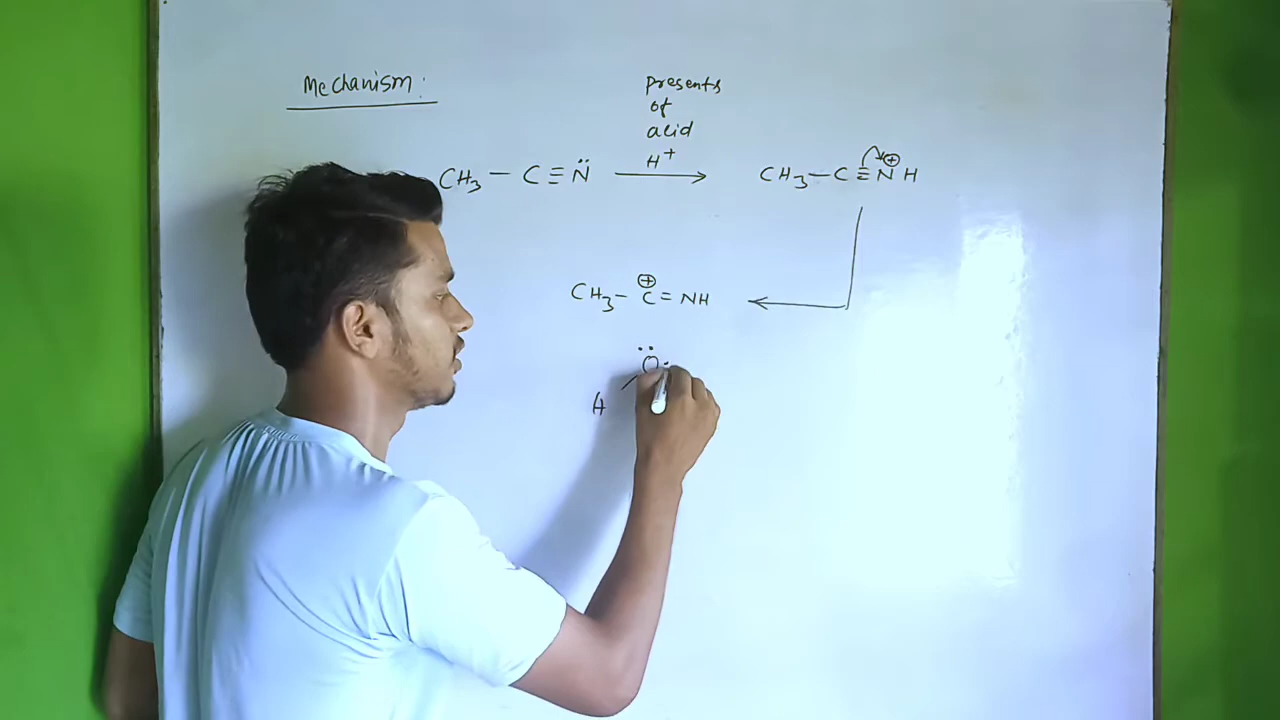 Mechanism:
presents
of
acid
H⁺
CH₃ — C ≡ N̈
CH₃ — C ≡ N⊕ H
CH₃ — C⊕ = NH
Ö
H